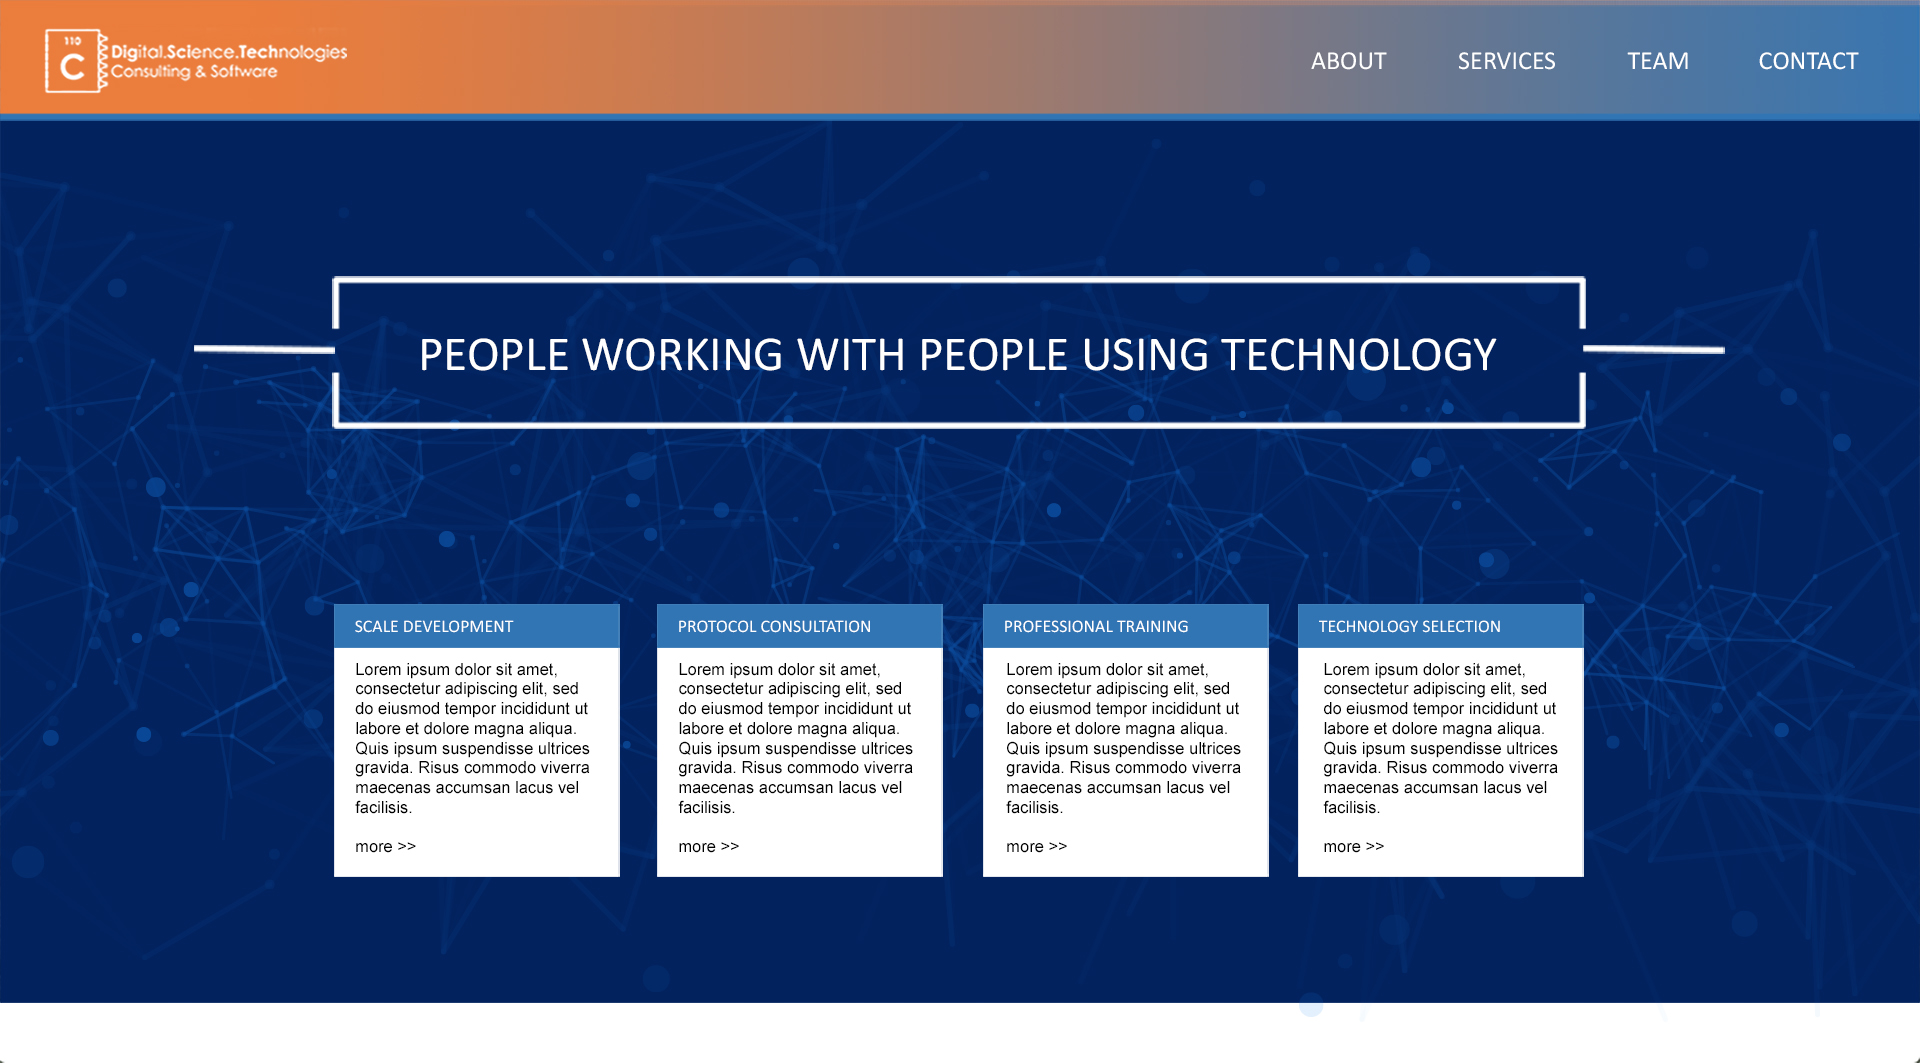 110
C
Digital.Science.Technologies
Consulting & Software
ABOUT
SERVICES
TEAM
CONTACT
PEOPLE WORKING WITH PEOPLE USING TECHNOLOGY
SCALE DEVELOPMENT
Lorem ipsum dolor sit amet,
consectetur adipiscing elit, sed
do eiusmod tempor incididunt ut
labore et dolore magna aliqua.
Quis ipsum suspendisse ultrices
gravida. Risus commodo viverra
maecenas accumsan lacus vel
facilisis.
more >>
PROTOCOL CONSULTATION
Lorem ipsum dolor sit amet,
consectetur adipiscing elit, sed
do eiusmod tempor incididunt ut
labore et dolore magna aliqua.
Quis ipsum suspendisse ultrices
gravida. Risus commodo viverra
maecenas accumsan lacus vel
facilisis.
more >>
PROFESSIONAL TRAINING
Lorem ipsum dolor sit amet,
consectetur adipiscing elit, sed
do eiusmod tempor incididunt ut
labore et dolore magna aliqua.
Quis ipsum suspendisse ultrices
gravida. Risus commodo viverra
maecenas accumsan lacus vel
facilisis.
more >>
TECHNOLOGY SELECTION
Lorem ipsum dolor sit amet,
consectetur adipiscing elit, sed
do eiusmod tempor incididunt ut
labore et dolore magna aliqua.
Quis ipsum suspendisse ultrices
gravida. Risus commodo viverra
maecenas accumsan lacus vel
facilisis.
more >>